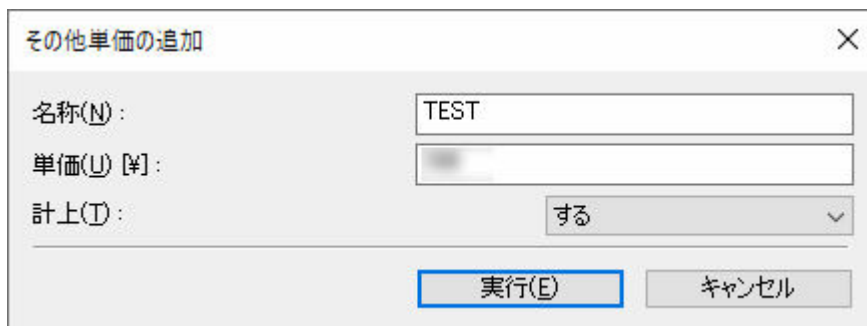 その他単価の追加
名称(N) : TEST
単価(U) [¥] :
計上(T) : する
実行(E) キャンセル